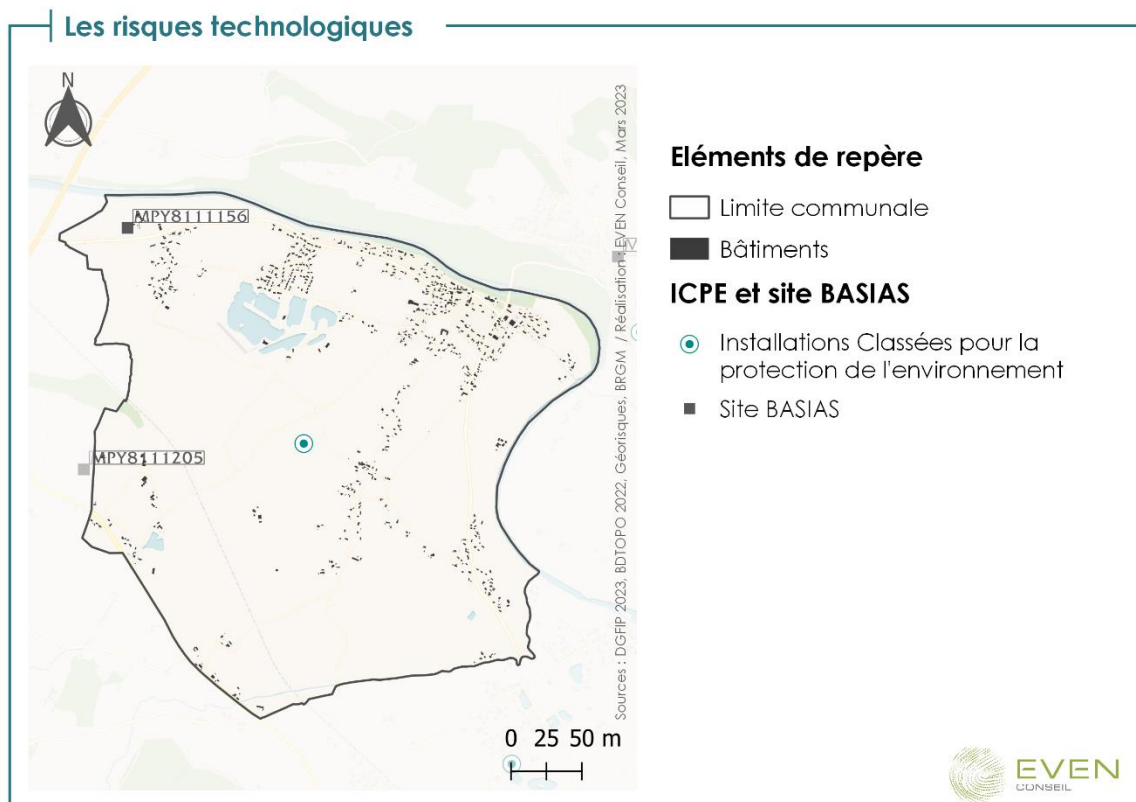 Les risques technologiques
N
MPY8111156
MPY8111205
Sources : DGFIP 2023, BDTOPO 2022, Géorisques, BRGM / Réalisation : EVEN Conseil, Mars 2023
0 25 50 m
Eléments de repère
Limite communale
Bâtiments
ICPE et site BASIAS
Installations Classées pour la
protection de l'environnement
Site BASIAS
EVEN
CONSEIL